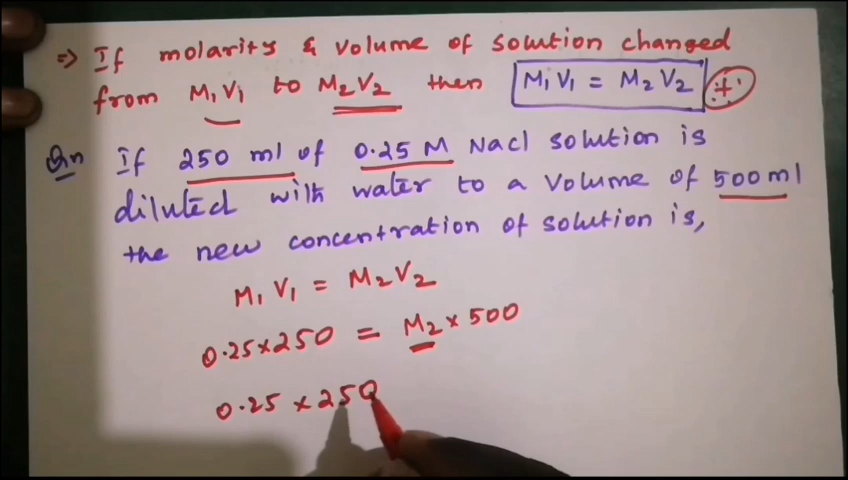 ⇒ If molarity & volume of solution changed
from M₁V₁ to M₂V₂ then M₁V₁ = M₂V₂
Qn If 250 ml of 0.25 M Nacl solution is
diluted with water to a volume of 500ml
the new concentration of solution is,
M₁V₁ = M₂V₂
0.25×250 = M₂×500
0.25 × 250